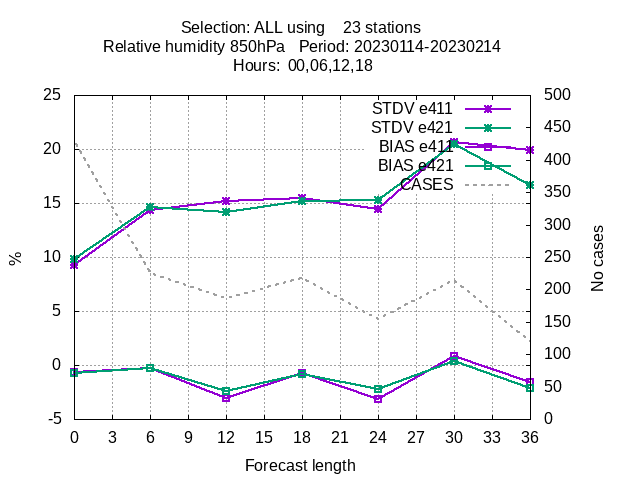 Selection: ALL using    23 stations
Relative humidity 850hPa   Period: 20230114-20230214
Hours:  00,06,12,18
25
20
15
10
5
0
-5
%
500
450
400
350
300
250
200
150
100
50
0
No cases
STDV e411
STDV e421
BIAS e411
BIAS e421
CASES
0 3 6 9 12 15 18 21 24 27 30 33 36
Forecast length